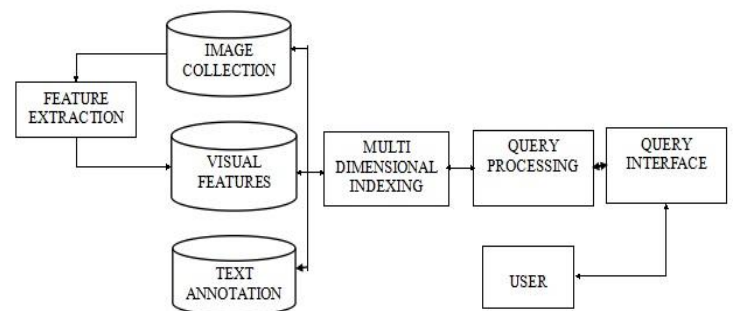 IMAGE
COLLECTION
FEATURE
EXTRACTION
VISUAL
FEATURES
MULTI
DIMENSIONAL
INDEXING
QUERY
PROCESSING
QUERY
INTERFACE
TEXT
ANNOTATION
USER